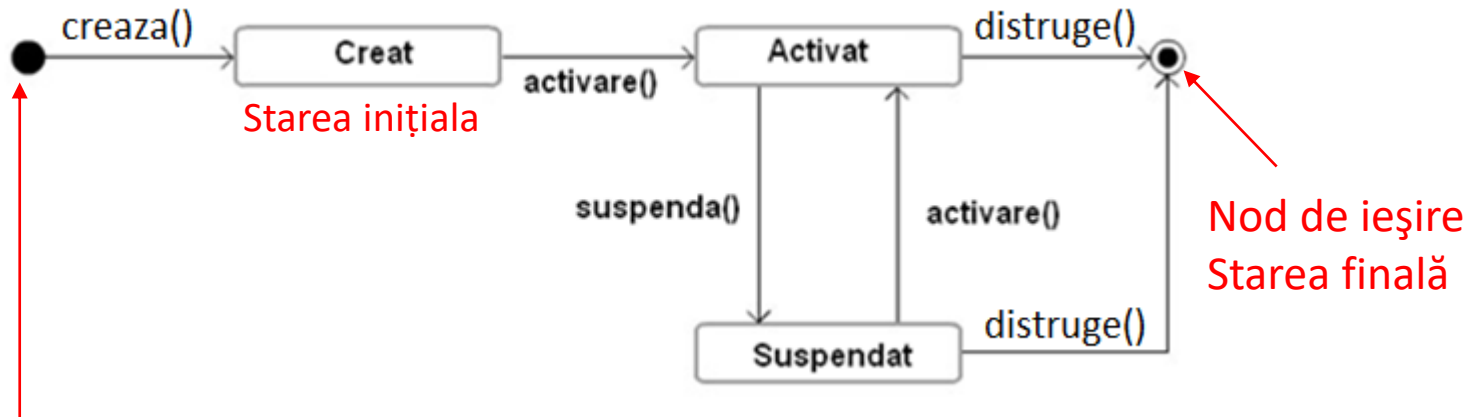 creaza()
Creat
activare()
Activat
distruge()
Starea inițiala
suspenda()
activare()
Nod de ieşire
Starea finală
distruge()
Suspendat